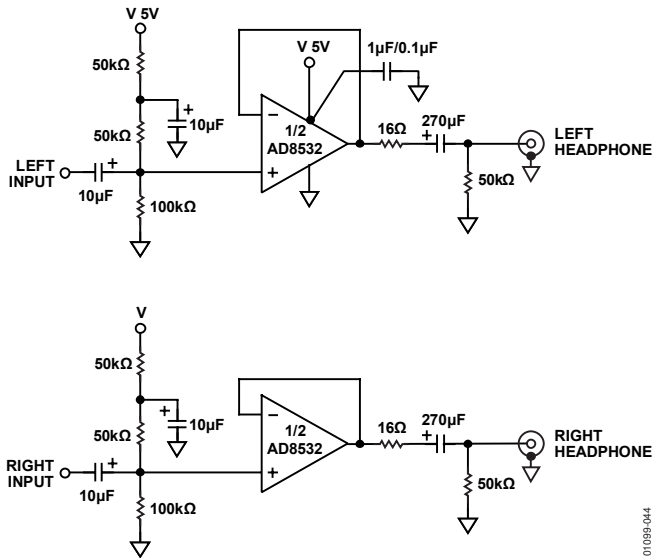 V 5V
50kΩ
V 5V
1µF/0.1µF
+
10µF
50kΩ
LEFT
INPUT
+
10µF
100kΩ
−
1/2
AD8532
+
16Ω
+
270µF
LEFT
HEADPHONE
50kΩ
V
50kΩ
+
10µF
50kΩ
RIGHT
INPUT
+
10µF
100kΩ
−
1/2
AD8532
+
16Ω
+
270µF
RIGHT
HEADPHONE
50kΩ
01099-044